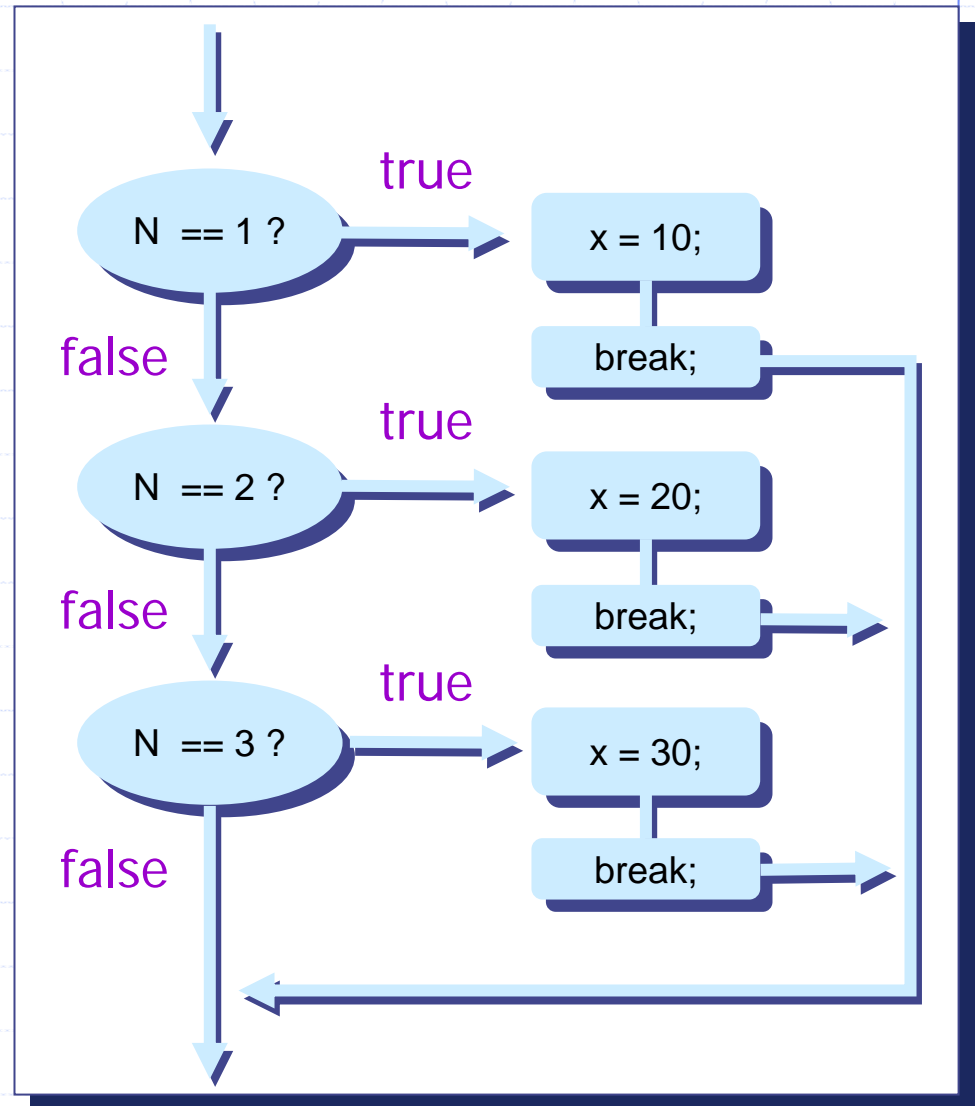 true
N == 1 ?
x = 10;
false
break;
true
N == 2 ?
x = 20;
false
break;
true
N == 3 ?
x = 30;
false
break;